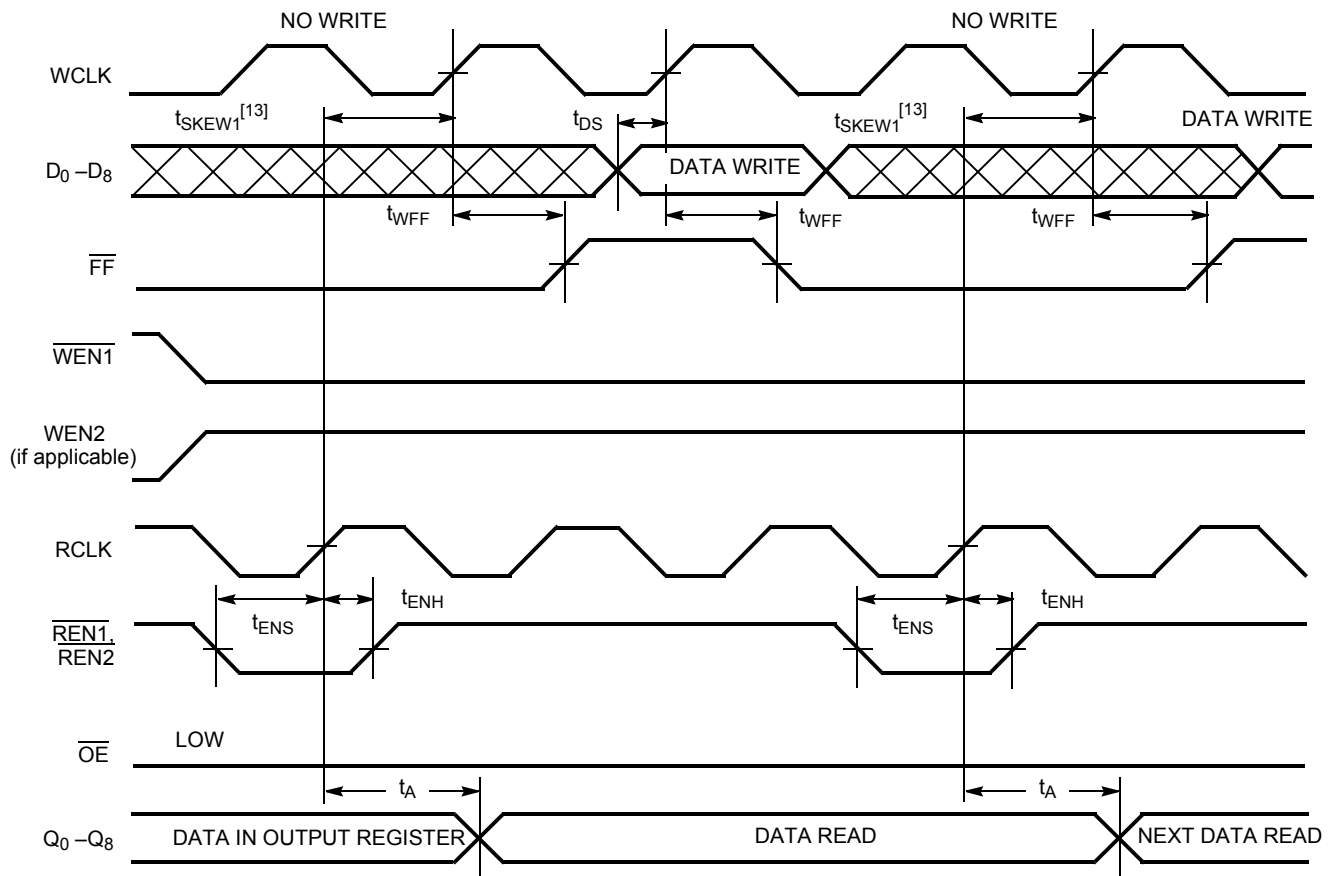 NO WRITE NO WRITE
WCLK
tSKEW1[13] tDS tSKEW1[13] DATA WRITE
D0 –D8 DATA WRITE
tWFF tWFF tWFF
FF
WEN1
WEN2
(if applicable)
RCLK
tENH tENH
tENS tENS
REN1,
REN2
LOW
OE
tA tA
Q0 –Q8 DATA IN OUTPUT REGISTER DATA READ NEXT DATA READ